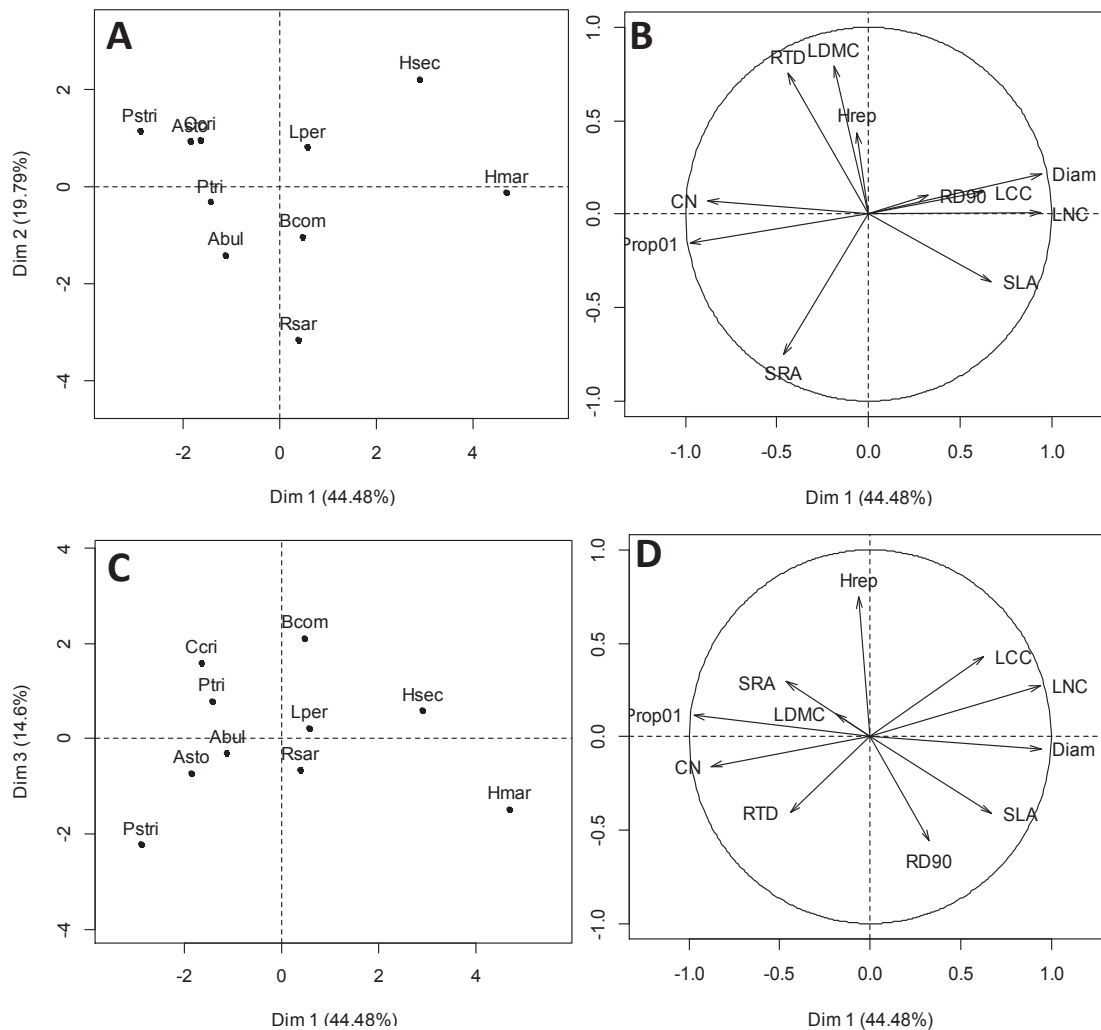 A
Hsec
Pstri
Asto
Ccri
Lper
Hmar
Ptri
Bcom
Abul
Rsar
2
0
-2
-4
-2
0
2
4
Dim 2 (19.79%)
Dim 1 (44.48%)
B
RTD
LDMC
Hrep
Diam
LCC
RD90
CN
LNC
Prop01
SLA
SRA
1.0
0.5
0.0
-0.5
-1.0
-1.0
-0.5
0.0
0.5
1.0
Dim 1 (44.48%)
C
Bcom
Ccri
Ptri
Hsec
Lper
Abul
Rsar
Asto
Hmar
Pstri
4
2
0
-2
-4
-2
0
2
4
Dim 3 (14.6%)
Dim 1 (44.48%)
D
Hrep
LCC
SRA
LNC
Prop01
LDMC
Diam
CN
RTD
SLA
RD90
1.0
0.5
0.0
-0.5
-1.0
-1.0
-0.5
0.0
0.5
1.0
Dim 1 (44.48%)